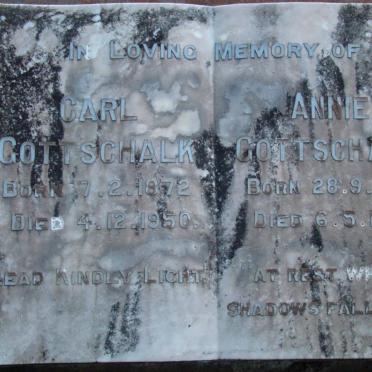 IN LOVING MEMORY OF
CARL
GOTTSCHALK
BORN 7.2.1872
DIED 4.12.1950.
LEAD KINDLY LIGHT.
ANNIE
GOTTSCHA
BORN 28.9.
DIED 6.5.
AT REST WH
SHADOWS FALL